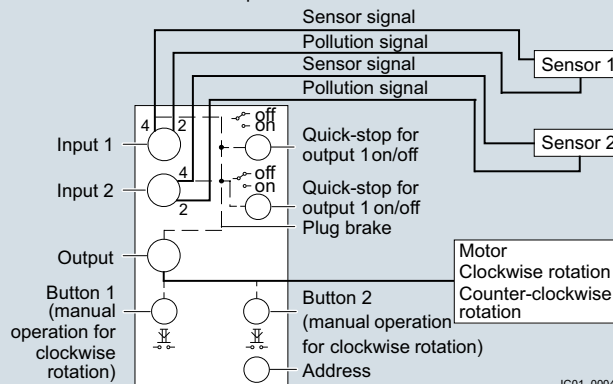 Sensor signal
Pollution signal
Sensor signal
Pollution signal
Sensor 1
Sensor 2
4
2
off
on
Input 1
Quick-stop for
output 1 on/off
4
off
on
Input 2
2
Quick-stop for
output 1 on/off
Plug brake
Output
Motor
Clockwise rotation
Counter-clockwise
rotation
Button 1
(manual
operation for
clockwise
rotation)
Button 2
(manual operation
for clockwise rotation)
Address